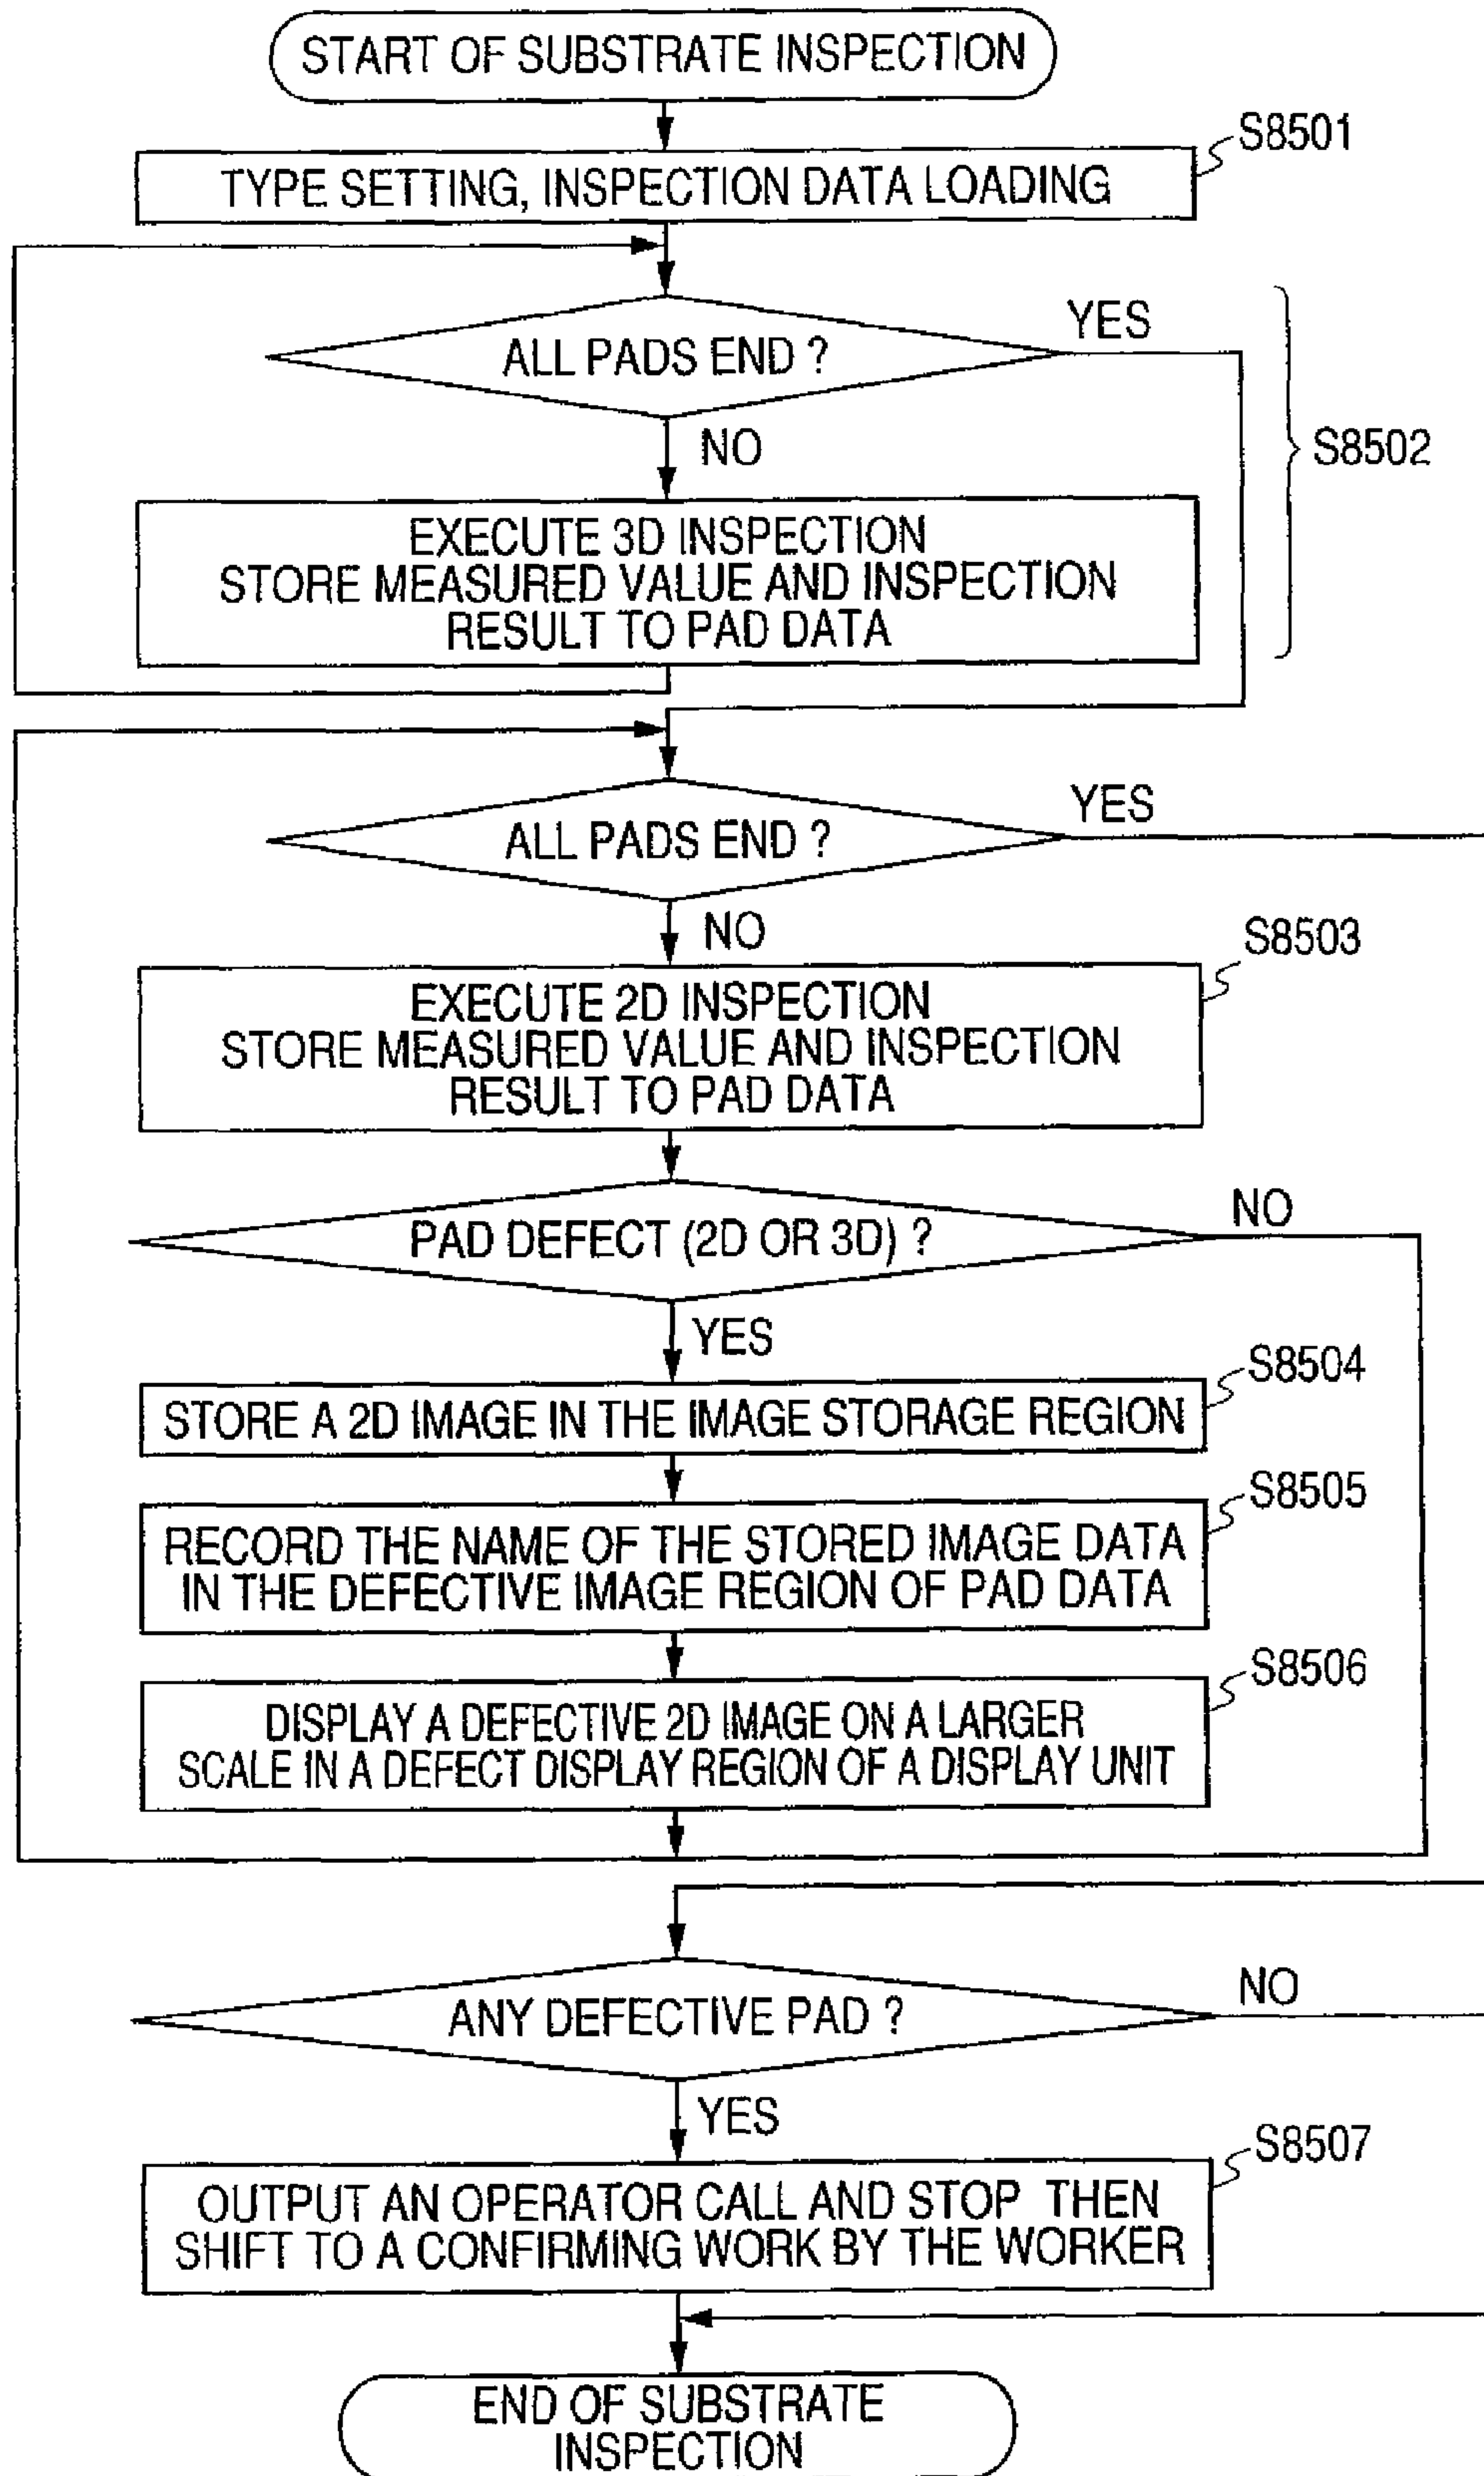 START OF SUBSTRATE INSPECTION
S8501
TYPE SETTING, INSPECTION DATA LOADING
YES
ALL PADS END ?
S8502
NO
EXECUTE 3D INSPECTION
STORE MEASURED VALUE AND INSPECTION
RESULT TO PAD DATA
YES
ALL PADS END ?
NO
S8503
EXECUTE 2D INSPECTION
STORE MEASURED VALUE AND INSPECTION
RESULT TO PAD DATA
NO
PAD DEFECT (2D OR 3D) ?
YES
S8504
STORE A 2D IMAGE IN THE IMAGE STORAGE REGION
S8505
RECORD THE NAME OF THE STORED IMAGE DATA
IN THE DEFECTIVE IMAGE REGION OF PAD DATA
S8506
DISPLAY A DEFECTIVE 2D IMAGE ON A LARGER
SCALE IN A DEFECT DISPLAY REGION OF A DISPLAY UNIT
NO
ANY DEFECTIVE PAD ?
YES
S8507
OUTPUT AN OPERATOR CALL AND STOP THEN
SHIFT TO A CONFIRMING WORK BY THE WORKER
END OF SUBSTRATE
INSPECTION